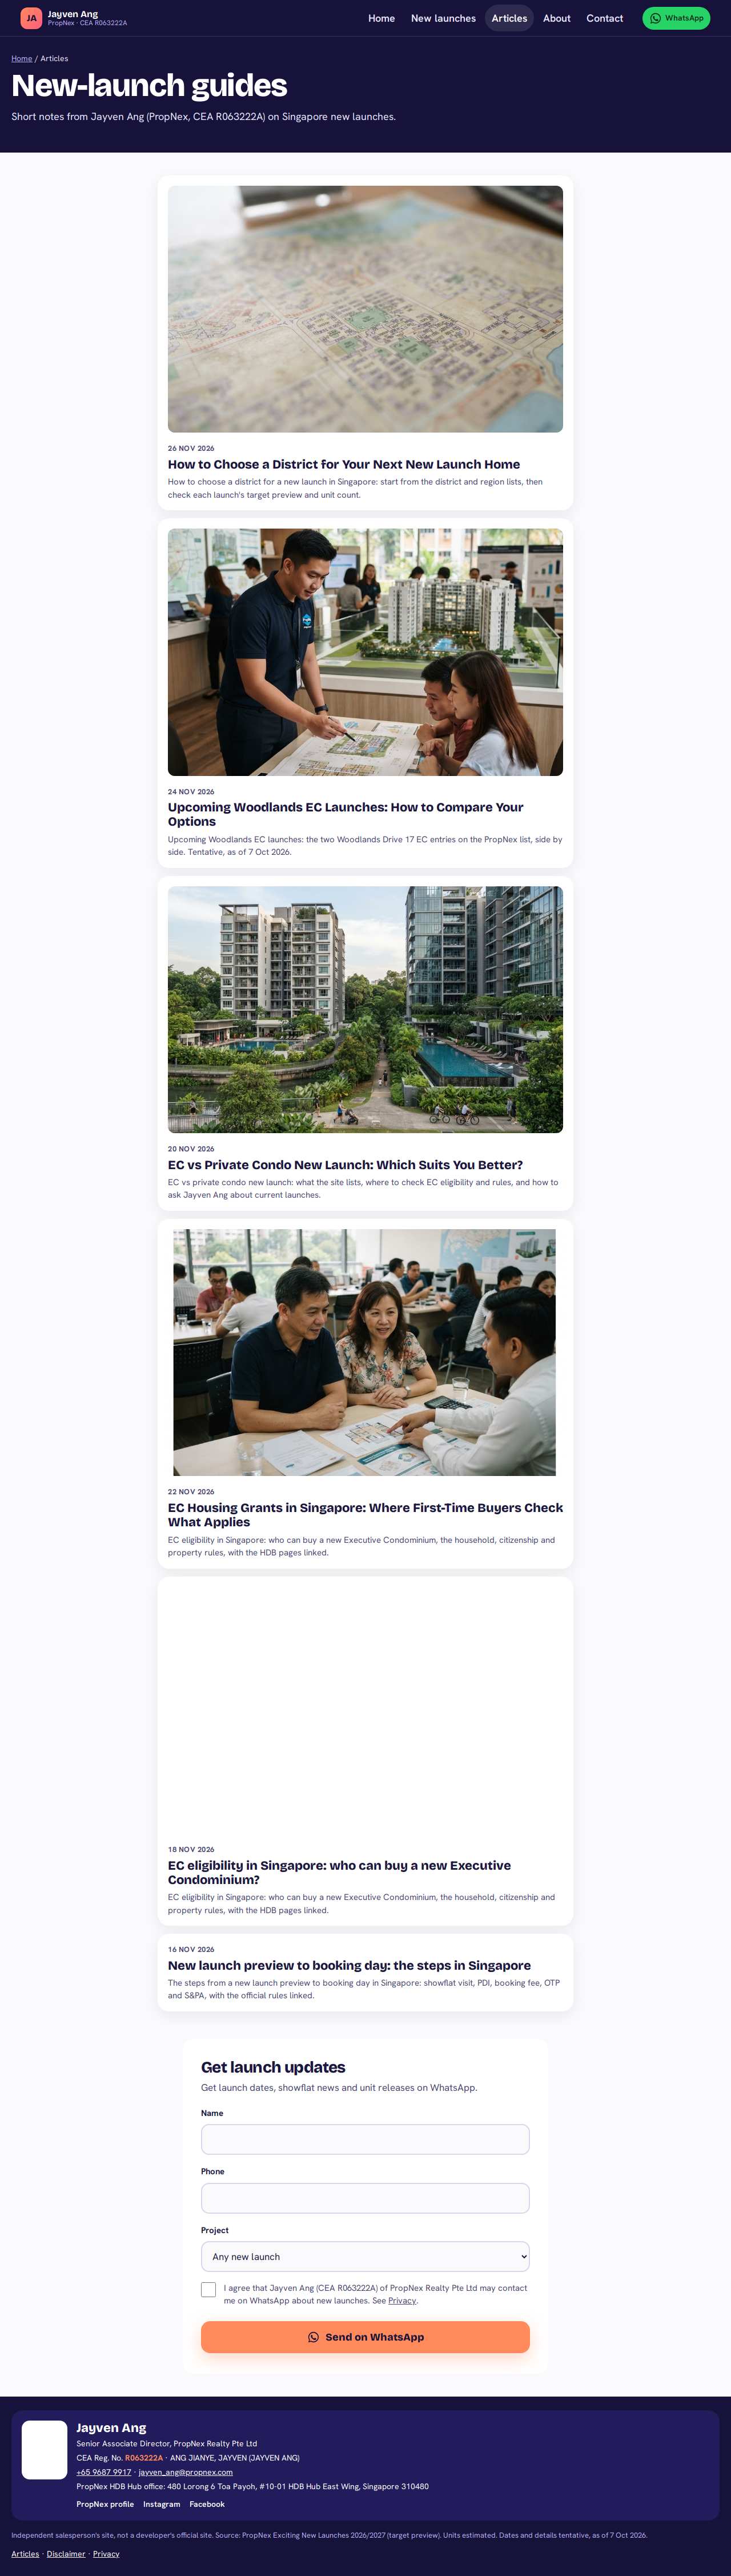 JA
Jayven Ang
PropNex · CEA R063222A
Home
New launches
Articles
About
Contact
WhatsApp
Home / Articles
New-launch guides
Short notes from Jayven Ang (PropNex, CEA R063222A) on Singapore new launches.
26 NOV 2026
How to Choose a District for Your Next New Launch Home
How to choose a district for a new launch in Singapore: start from the district and region lists, then
check each launch's target preview and unit count.
24 NOV 2026
Upcoming Woodlands EC Launches: How to Compare Your
Options
Upcoming Woodlands EC launches: the two Woodlands Drive 17 EC entries on the PropNex list, side by
side. Tentative, as of 7 Oct 2026.
20 NOV 2026
EC vs Private Condo New Launch: Which Suits You Better?
EC vs private condo new launch: what the site lists, where to check EC eligibility and rules, and how to
ask Jayven Ang about current launches.
22 NOV 2026
EC Housing Grants in Singapore: Where First-Time Buyers Check
What Applies
EC eligibility in Singapore: who can buy a new Executive Condominium, the household, citizenship and
property rules, with the HDB pages linked.
18 NOV 2026
EC eligibility in Singapore: who can buy a new Executive
Condominium?
EC eligibility in Singapore: who can buy a new Executive Condominium, the household, citizenship and
property rules, with the HDB pages linked.
16 NOV 2026
New launch preview to booking day: the steps in Singapore
The steps from a new launch preview to booking day in Singapore: showflat visit, PDI, booking fee, OTP
and S&PA, with the official rules linked.
Get launch updates
Get launch dates, showflat news and unit releases on WhatsApp.
Name
Phone
Project
Any new launch
I agree that Jayven Ang (CEA R063222A) of PropNex Realty Pte Ltd may contact
me on WhatsApp about new launches. See Privacy.
Send on WhatsApp
Jayven Ang
Senior Associate Director, PropNex Realty Pte Ltd
CEA Reg. No. R063222A · ANG JIANYE, JAYVEN (JAYVEN ANG)
+65 9687 9917 · jayven_ang@propnex.com
PropNex HDB Hub office: 480 Lorong 6 Toa Payoh, #10-01 HDB Hub East Wing, Singapore 310480
PropNex profile
Instagram
Facebook
Independent salesperson's site, not a developer's official site. Source: PropNex Exciting New Launches 2026/2027 (target preview). Units estimated. Dates and details tentative, as of 7 Oct 2026.
Articles · Disclaimer · Privacy